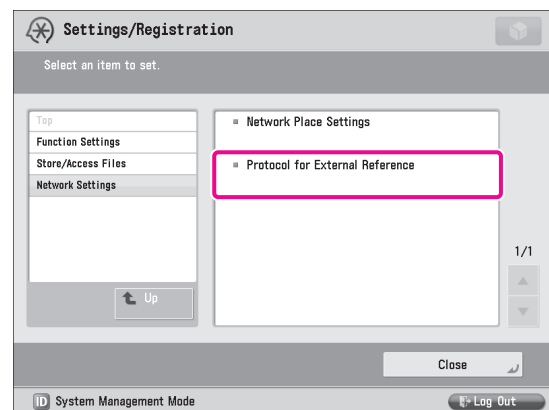 Settings/Registration
Select an item to set.
Top
Function Settings
Store/Access Files
Network Settings
Up
Network Place Settings
Protocol for External Reference
1/1
Close
ID System Management Mode
Log Out